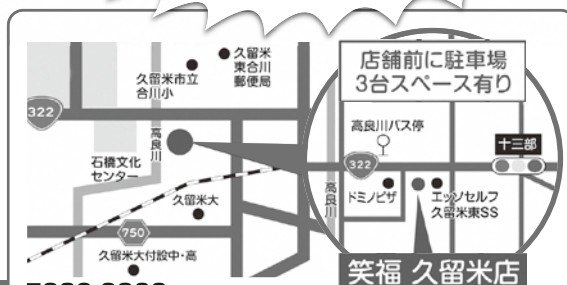 久留米
東合川
郵便局
久留米市立
合川小
322
高良川
石橋文化
センター
久留米大
750
久留米大付設中・高
店舗前に駐車場
3台スペース有り
高良川バス停
十三部
322
高良川
ドミノピザ
エッソセルフ
久留米東SS
笑福 久留米店